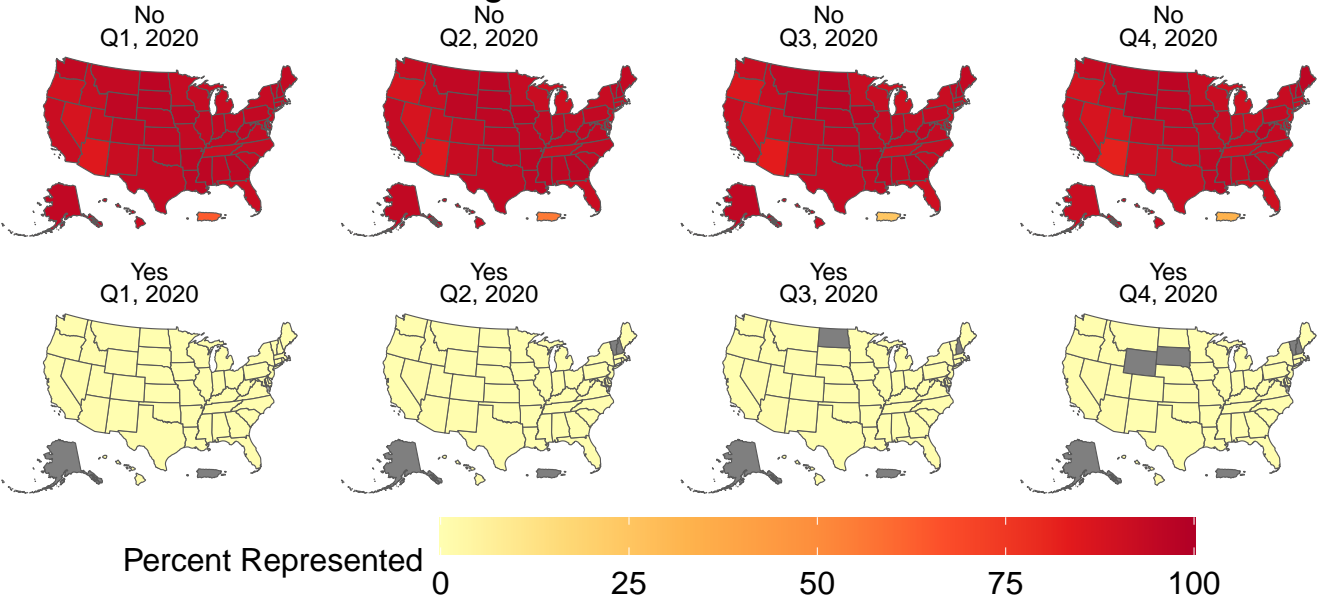 No
Q1, 2020
No
Q2, 2020
No
Q3, 2020
No
Q4, 2020
Yes
Q1, 2020
Yes
Q2, 2020
Yes
Q3, 2020
Yes
Q4, 2020
Percent Represented
0 25 50 75 100